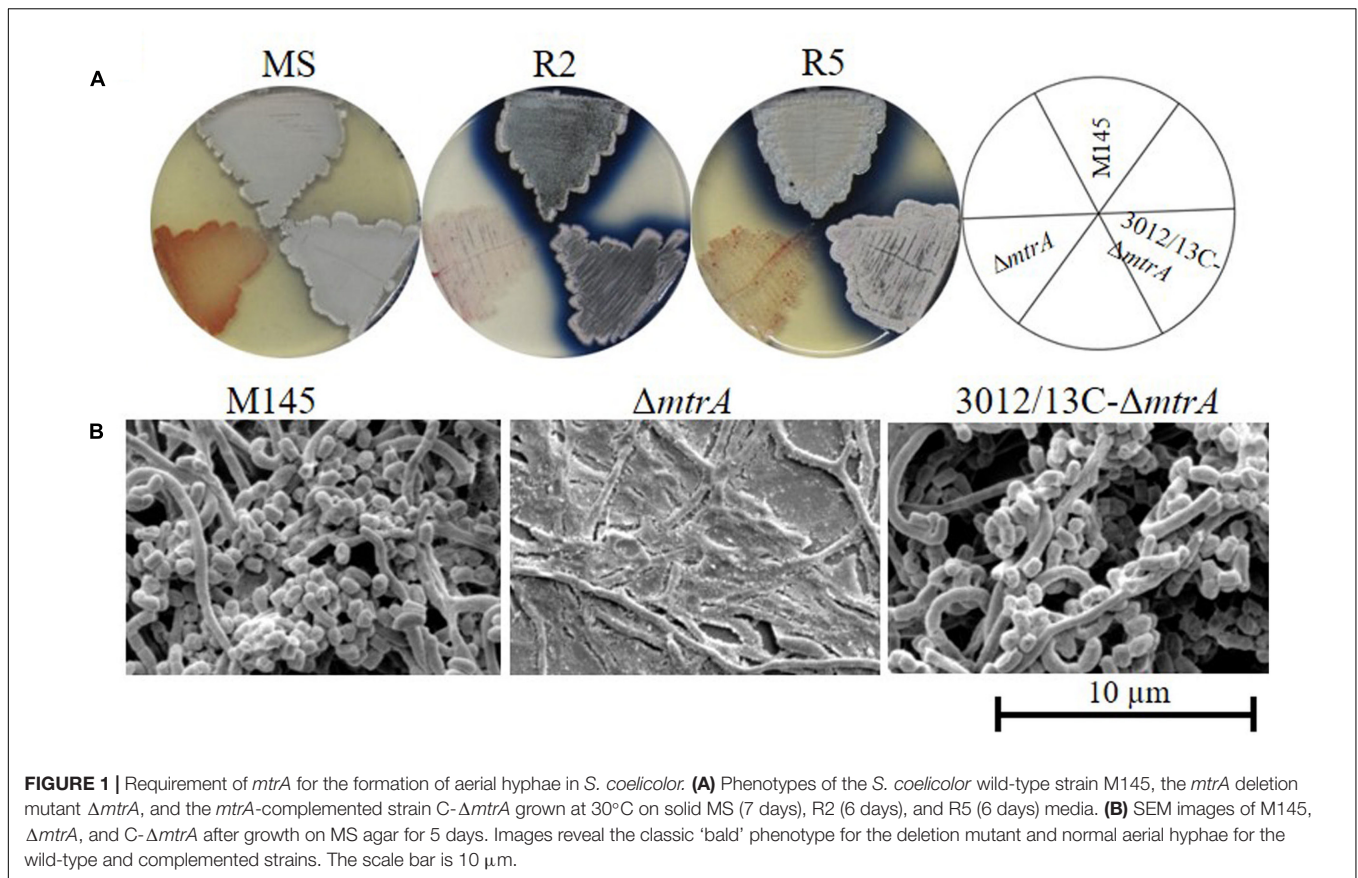 A
MS
R2
R5
M145
ΔmtrA
3012/13C-
ΔmtrA
B
M145
ΔmtrA
3012/13C-ΔmtrA
10 µm
FIGURE 1 | Requirement of mtrA for the formation of aerial hyphae in S. coelicolor. (A) Phenotypes of the S. coelicolor wild-type strain M145, the mtrA deletion
mutant ΔmtrA, and the mtrA-complemented strain C-ΔmtrA grown at 30°C on solid MS (7 days), R2 (6 days), and R5 (6 days) media. (B) SEM images of M145,
ΔmtrA, and C-ΔmtrA after growth on MS agar for 5 days. Images reveal the classic ‘bald’ phenotype for the deletion mutant and normal aerial hyphae for the
wild-type and complemented strains. The scale bar is 10 µm.